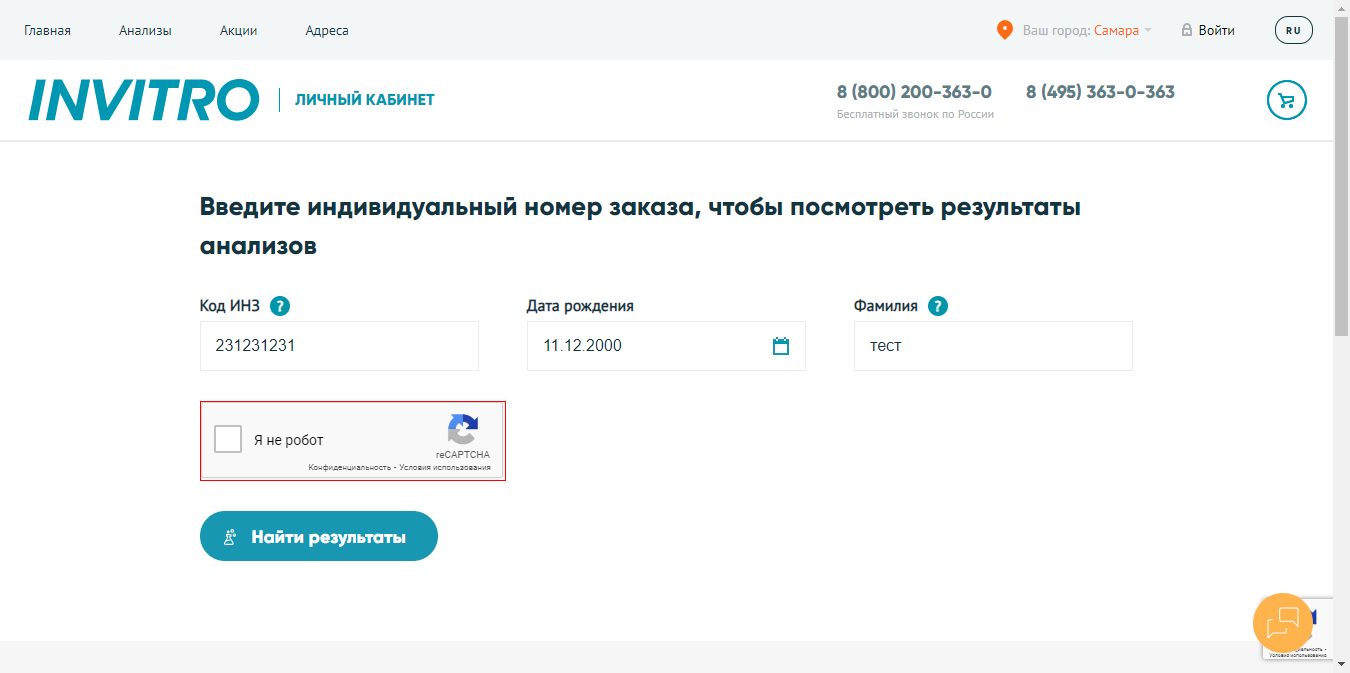 Главная Анализы Акции Адреса Ваш город: Самара Войти RU
INVITRO ЛИЧНЫЙ КАБИНЕТ 8 (800) 200-363-0 8 (495) 363-0-363
Бесплатный звонок по России
Введите индивидуальный номер заказа, чтобы посмотреть результаты
анализов
Код ИНЗ ? Дата рождения Фамилия ?
231231231 11.12.2000 тест
Я не робот
reCAPTCHA
Конфиденциальность - Условия использования
Найти результаты
Условия использования